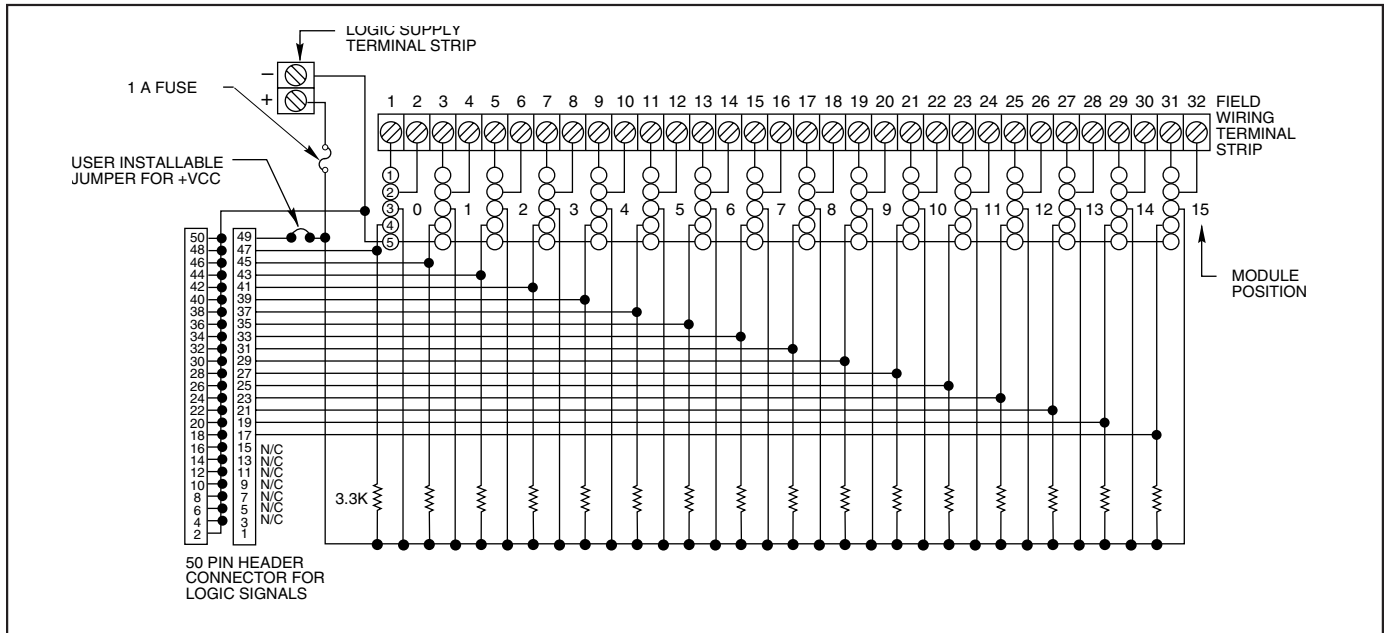 LOGIC SUPPLY
TERMINAL STRIP
1 A FUSE
–
+
1 2 3 4 5 6 7 8 9 10 11 12 13 14 15 16 17 18 19 20 21 22 23 24 25 26 27 28 29 30 31 32
FIELD
WIRING
TERMINAL
STRIP
USER INSTALLABLE
JUMPER FOR +VCC
1
2
3
4
5
0 1 2 3 4 5 6 7 8 9 10 11 12 13 14 15
MODULE
POSITION
50 49
48 47
46 45
44 43
42 41
40 39
38 37
36 35
34 33
32 31
30 29
28 27
26 25
24 23
22 21
20 19
18 17
16 15 N/C
14 13 N/C
12 11 N/C
10 9 N/C
8 7 N/C
6 5 N/C
4 3 N/C
2 1
3.3K
50 PIN HEADER
CONNECTOR FOR
LOGIC SIGNALS